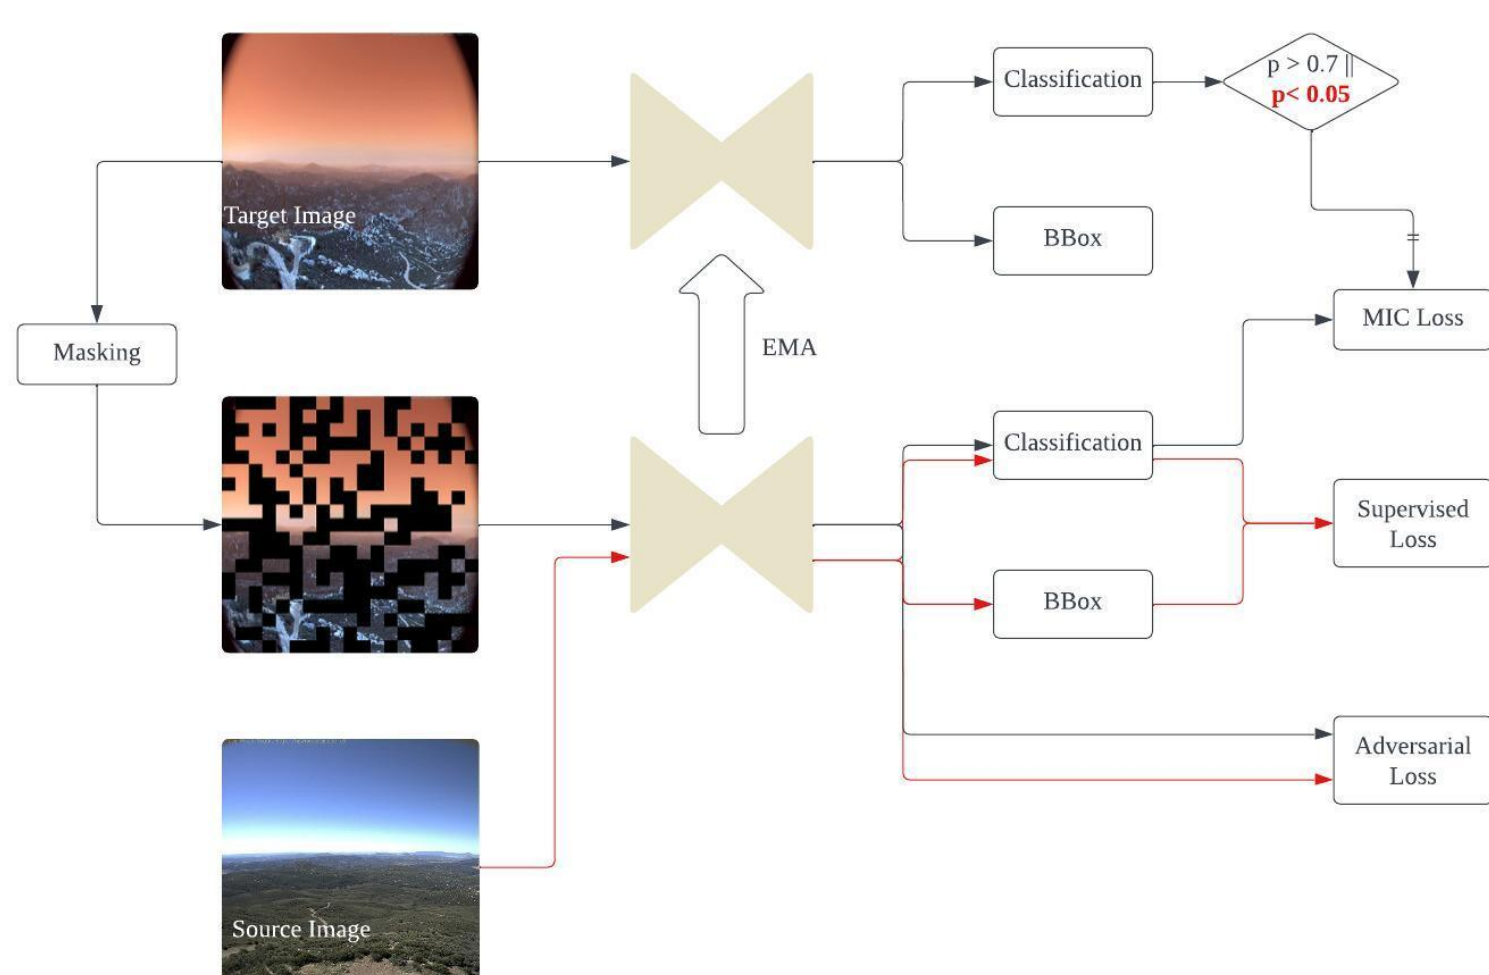 Classification
p > 0.7 ||
p< 0.05
Target Image
BBox
MIC Loss
Masking
EMA
Classification
Supervised
Loss
BBox
Adversarial
Loss
Source Image